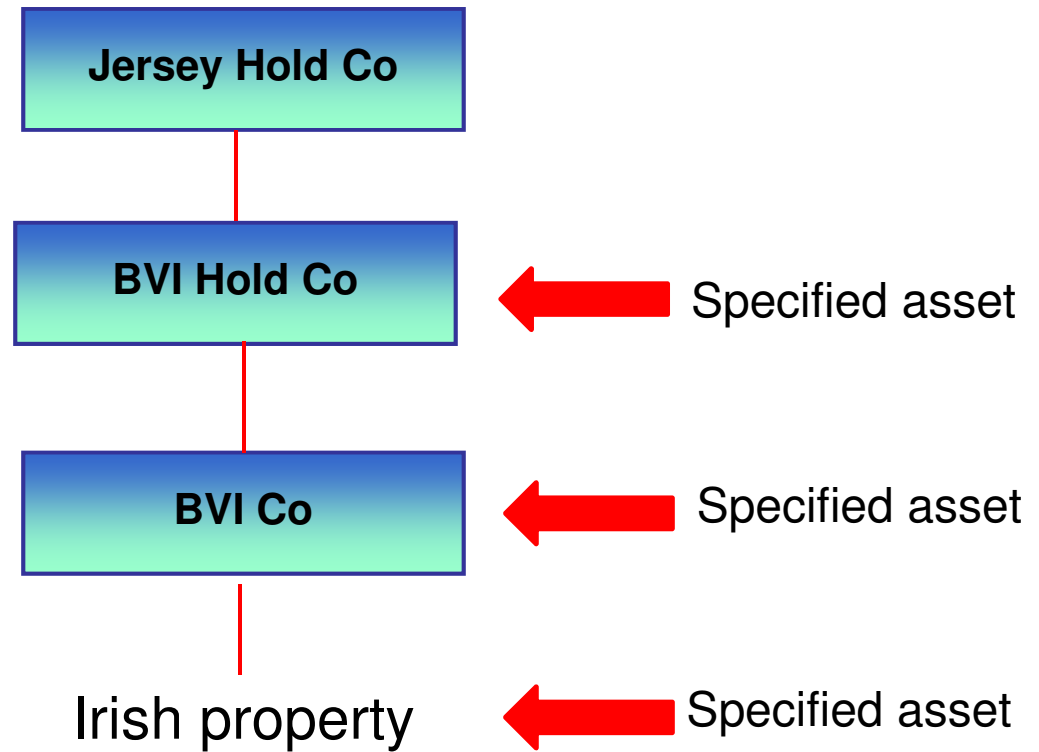 Jersey Hold Co
BVI Hold Co
Specified asset
BVI Co
Specified asset
Irish property
Specified asset